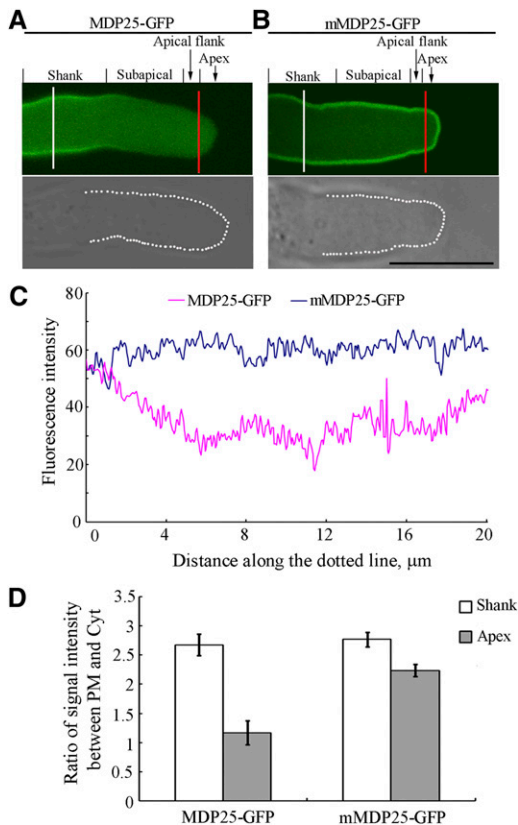 A MDP25-GFP
Apical flank
Shank Subapical Apex
B mMDP25-GFP
Apical flank
Shank Subapical Apex
C
MDP25-GFP mMDP25-GFP
Fluorescence intensity
80
60
40
20
0
0 4 8 12 16 20
Distance along the dotted line, μm
D
Ratio of signal intensity
between PM and Cyt
3.5
3
2.5
2
1.5
1
0.5
0
Shank
Apex
MDP25-GFP mMDP25-GFP